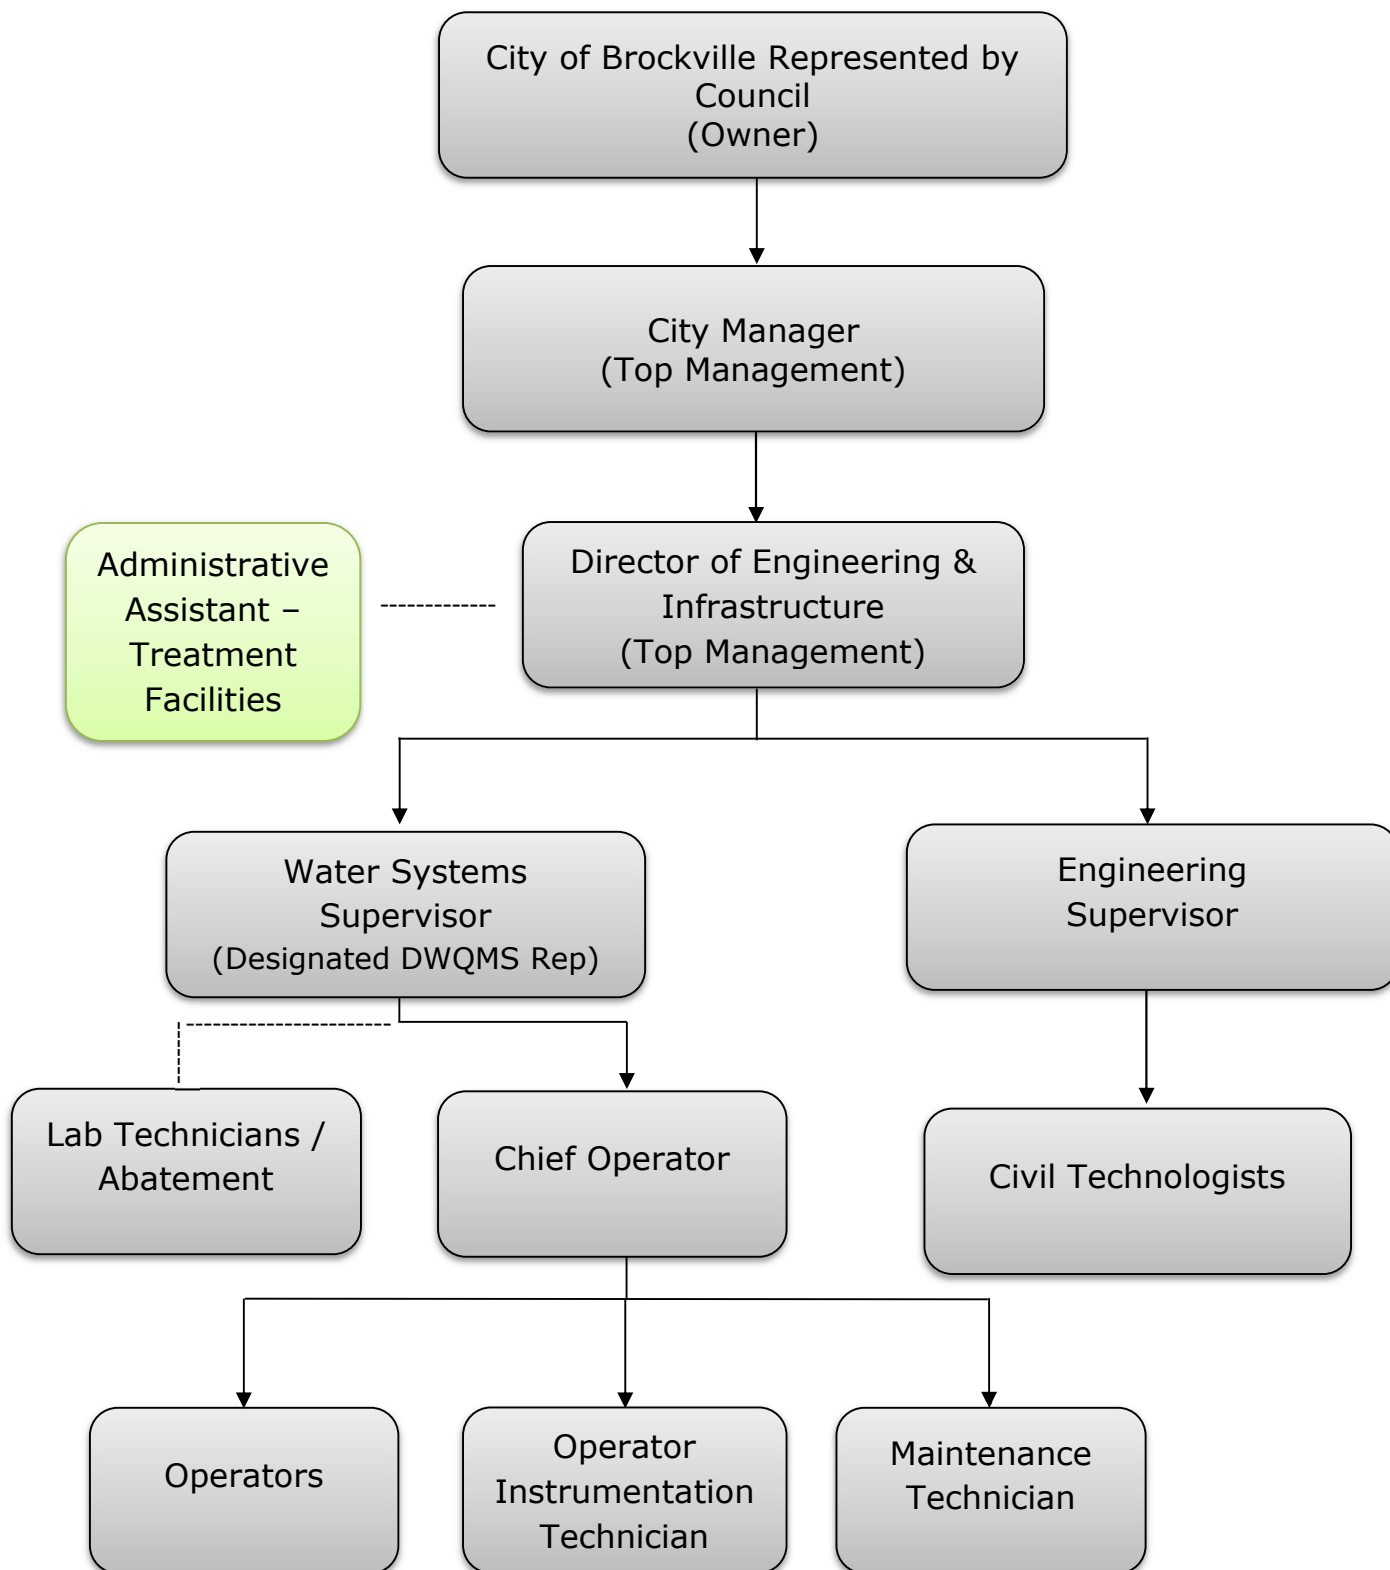 City of Brockville Represented by
Council
(Owner)
City Manager
(Top Management)
Administrative
Assistant –
Treatment
Facilities
Director of Engineering &
Infrastructure
(Top Management)
Water Systems
Supervisor
(Designated DWQMS Rep)
Engineering
Supervisor
Lab Technicians /
Abatement
Chief Operator
Civil Technologists
Operators
Operator
Instrumentation
Technician
Maintenance
Technician